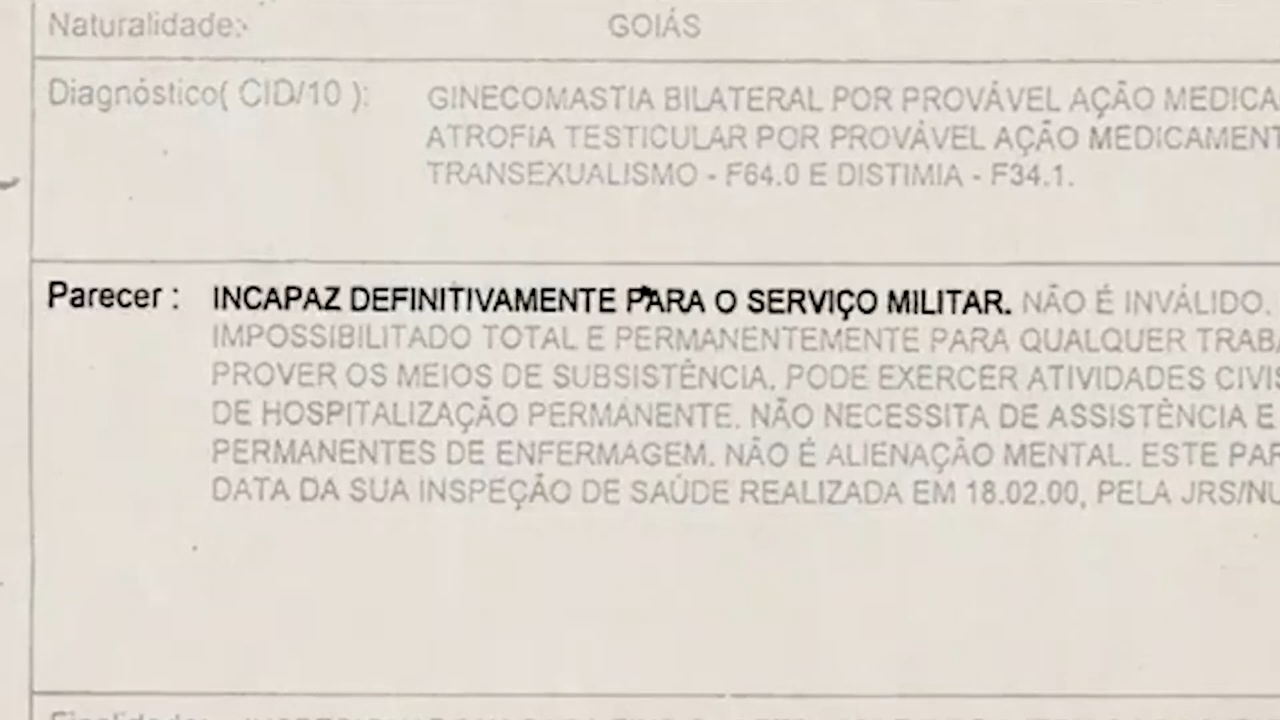 Naturalidade: GOIÁS
Diagnóstico( CID/10 ): GINECOMASTIA BILATERAL POR PROVÁVEL AÇÃO MEDICA
ATROFIA TESTICULAR POR PROVÁVEL AÇÃO MEDICAMENT
TRANSEXUALISMO - F64.0 E DISTIMIA - F34.1.
Parecer : INCAPAZ DEFINITIVAMENTE PARA O SERVIÇO MILITAR. NÃO É INVÁLIDO.
IMPOSSIBILITADO TOTAL E PERMANENTEMENTE PARA QUALQUER TRABA
PROVER OS MEIOS DE SUBSISTÊNCIA. PODE EXERCER ATIVIDADES CIVIS
DE HOSPITALIZAÇÃO PERMANENTE. NÃO NECESSITA DE ASSISTÊNCIA E
PERMANENTES DE ENFERMAGEM. NÃO É ALIENAÇÃO MENTAL. ESTE PAR
DATA DA SUA INSPEÇÃO DE SAÚDE REALIZADA EM 18.02.00, PELA JRS/NU